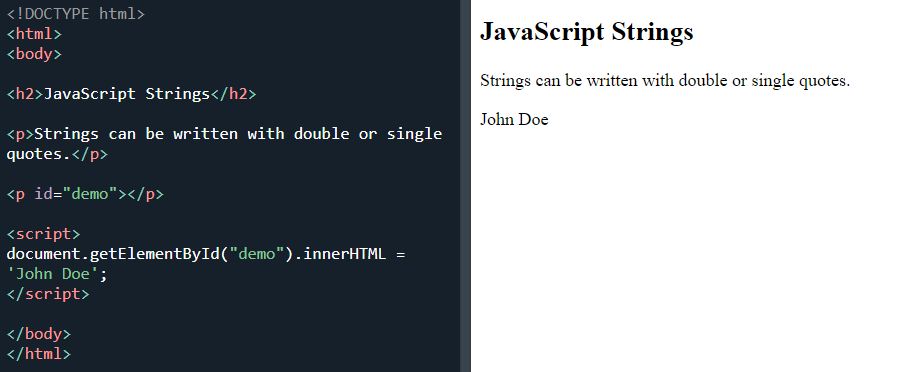 <!DOCTYPE html>
<html>
<body>
<h2>JavaScript Strings</h2>
<p>Strings can be written with double or single
quotes.</p>
<p id="demo"></p>
<script>
document.getElementById("demo").innerHTML =
'John Doe';
</script>
</body>
</html>
JavaScript Strings
Strings can be written with double or single quotes.
John Doe